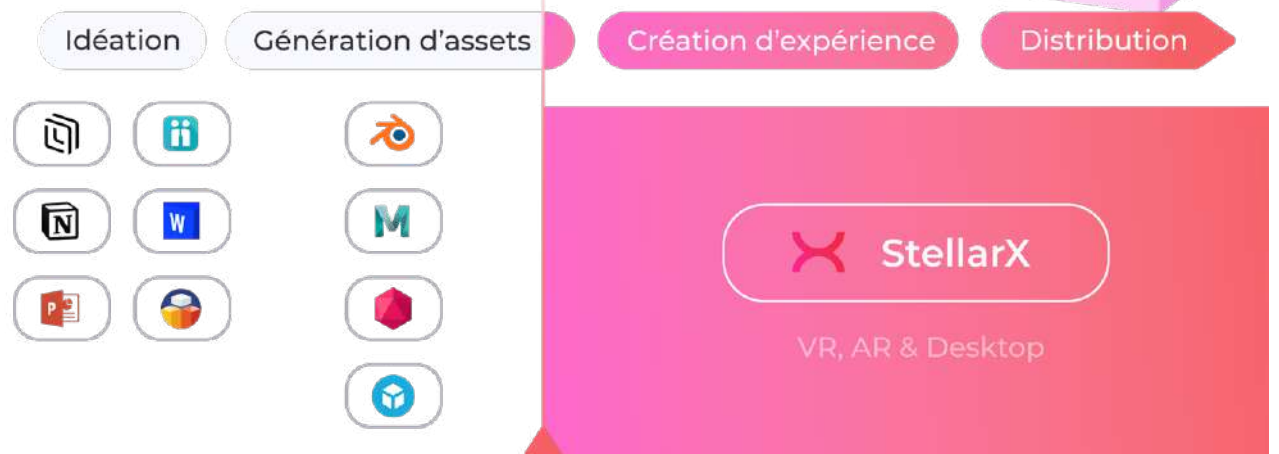 Idéation
Génération d'assets
Création d'expérience
Distribution
N
W
P
M
StellarX
VR, AR & Desktop